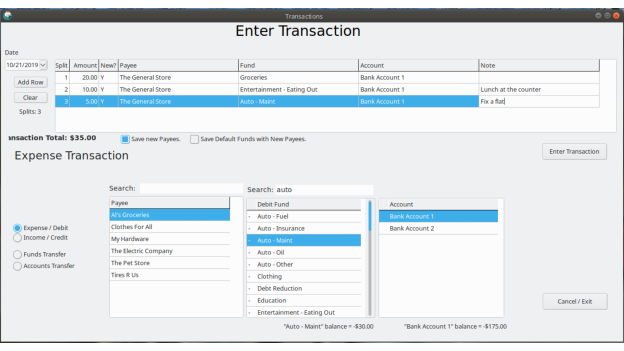 Transactions
Enter Transaction
Date
10/21/2019
Split Amount New? Payee Fund Account Note
1 20.00 Y The General Store Groceries Bank Account 1
2 10.00 Y The General Store Entertainment - Eating Out Bank Account 1 Lunch at the counter
3 5.00 Y The General Store Auto - Maint Bank Account 1 Fix a flat
Add Row
Clear
Splits: 3
ansaction Total: $35.00
Save new Payees. Save Default Funds with New Payees.
Expense Transaction
Enter Transaction
Search: Search: auto
Payee Debit Fund Account
Al's Groceries - Auto - Fuel Bank Account 1
Clothes For All - Auto - Insurance Bank Account 2
My Hardware - Auto - Maint
The Electric Company - Auto - Oil
The Pet Store - Auto - Other
Tires R Us - Clothing
- Debt Reduction
- Education
- Entertainment - Eating Out
Expense / Debit
Income / Credit
Funds Transfer
Accounts Transfer
Cancel / Exit
"Auto - Maint" balance = -$30.00 "Bank Account 1" balance = -$175.00